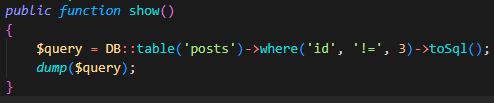 public function show()
{
    $query = DB::table('posts')->where('id', '!=', 3)->toSql();
    dump($query);
}